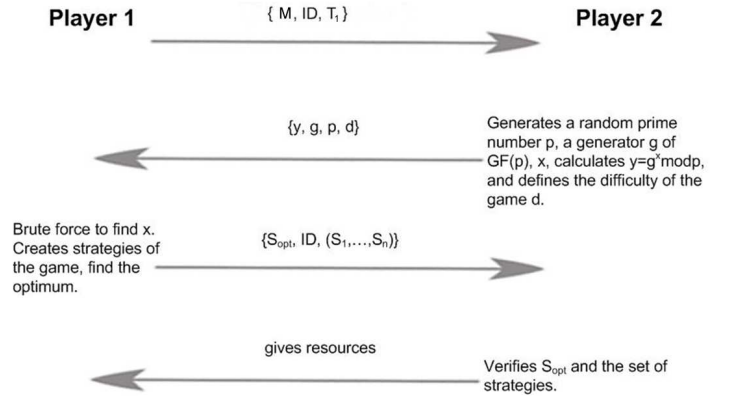 Player 1
{ M, ID, T₁ }
Player 2
{y, g, p, d}
Generates a random prime
number p, a generator g of
GF(p), x, calculates y=gˣmodp,
and defines the difficulty of the
game d.
Brute force to find x.
Creates strategies of
the game, find the
optimum.
{Sₒₚₜ, ID, (S₁,...,Sₙ)}
gives resources
Verifies Sₒₚₜ and the set of
strategies.